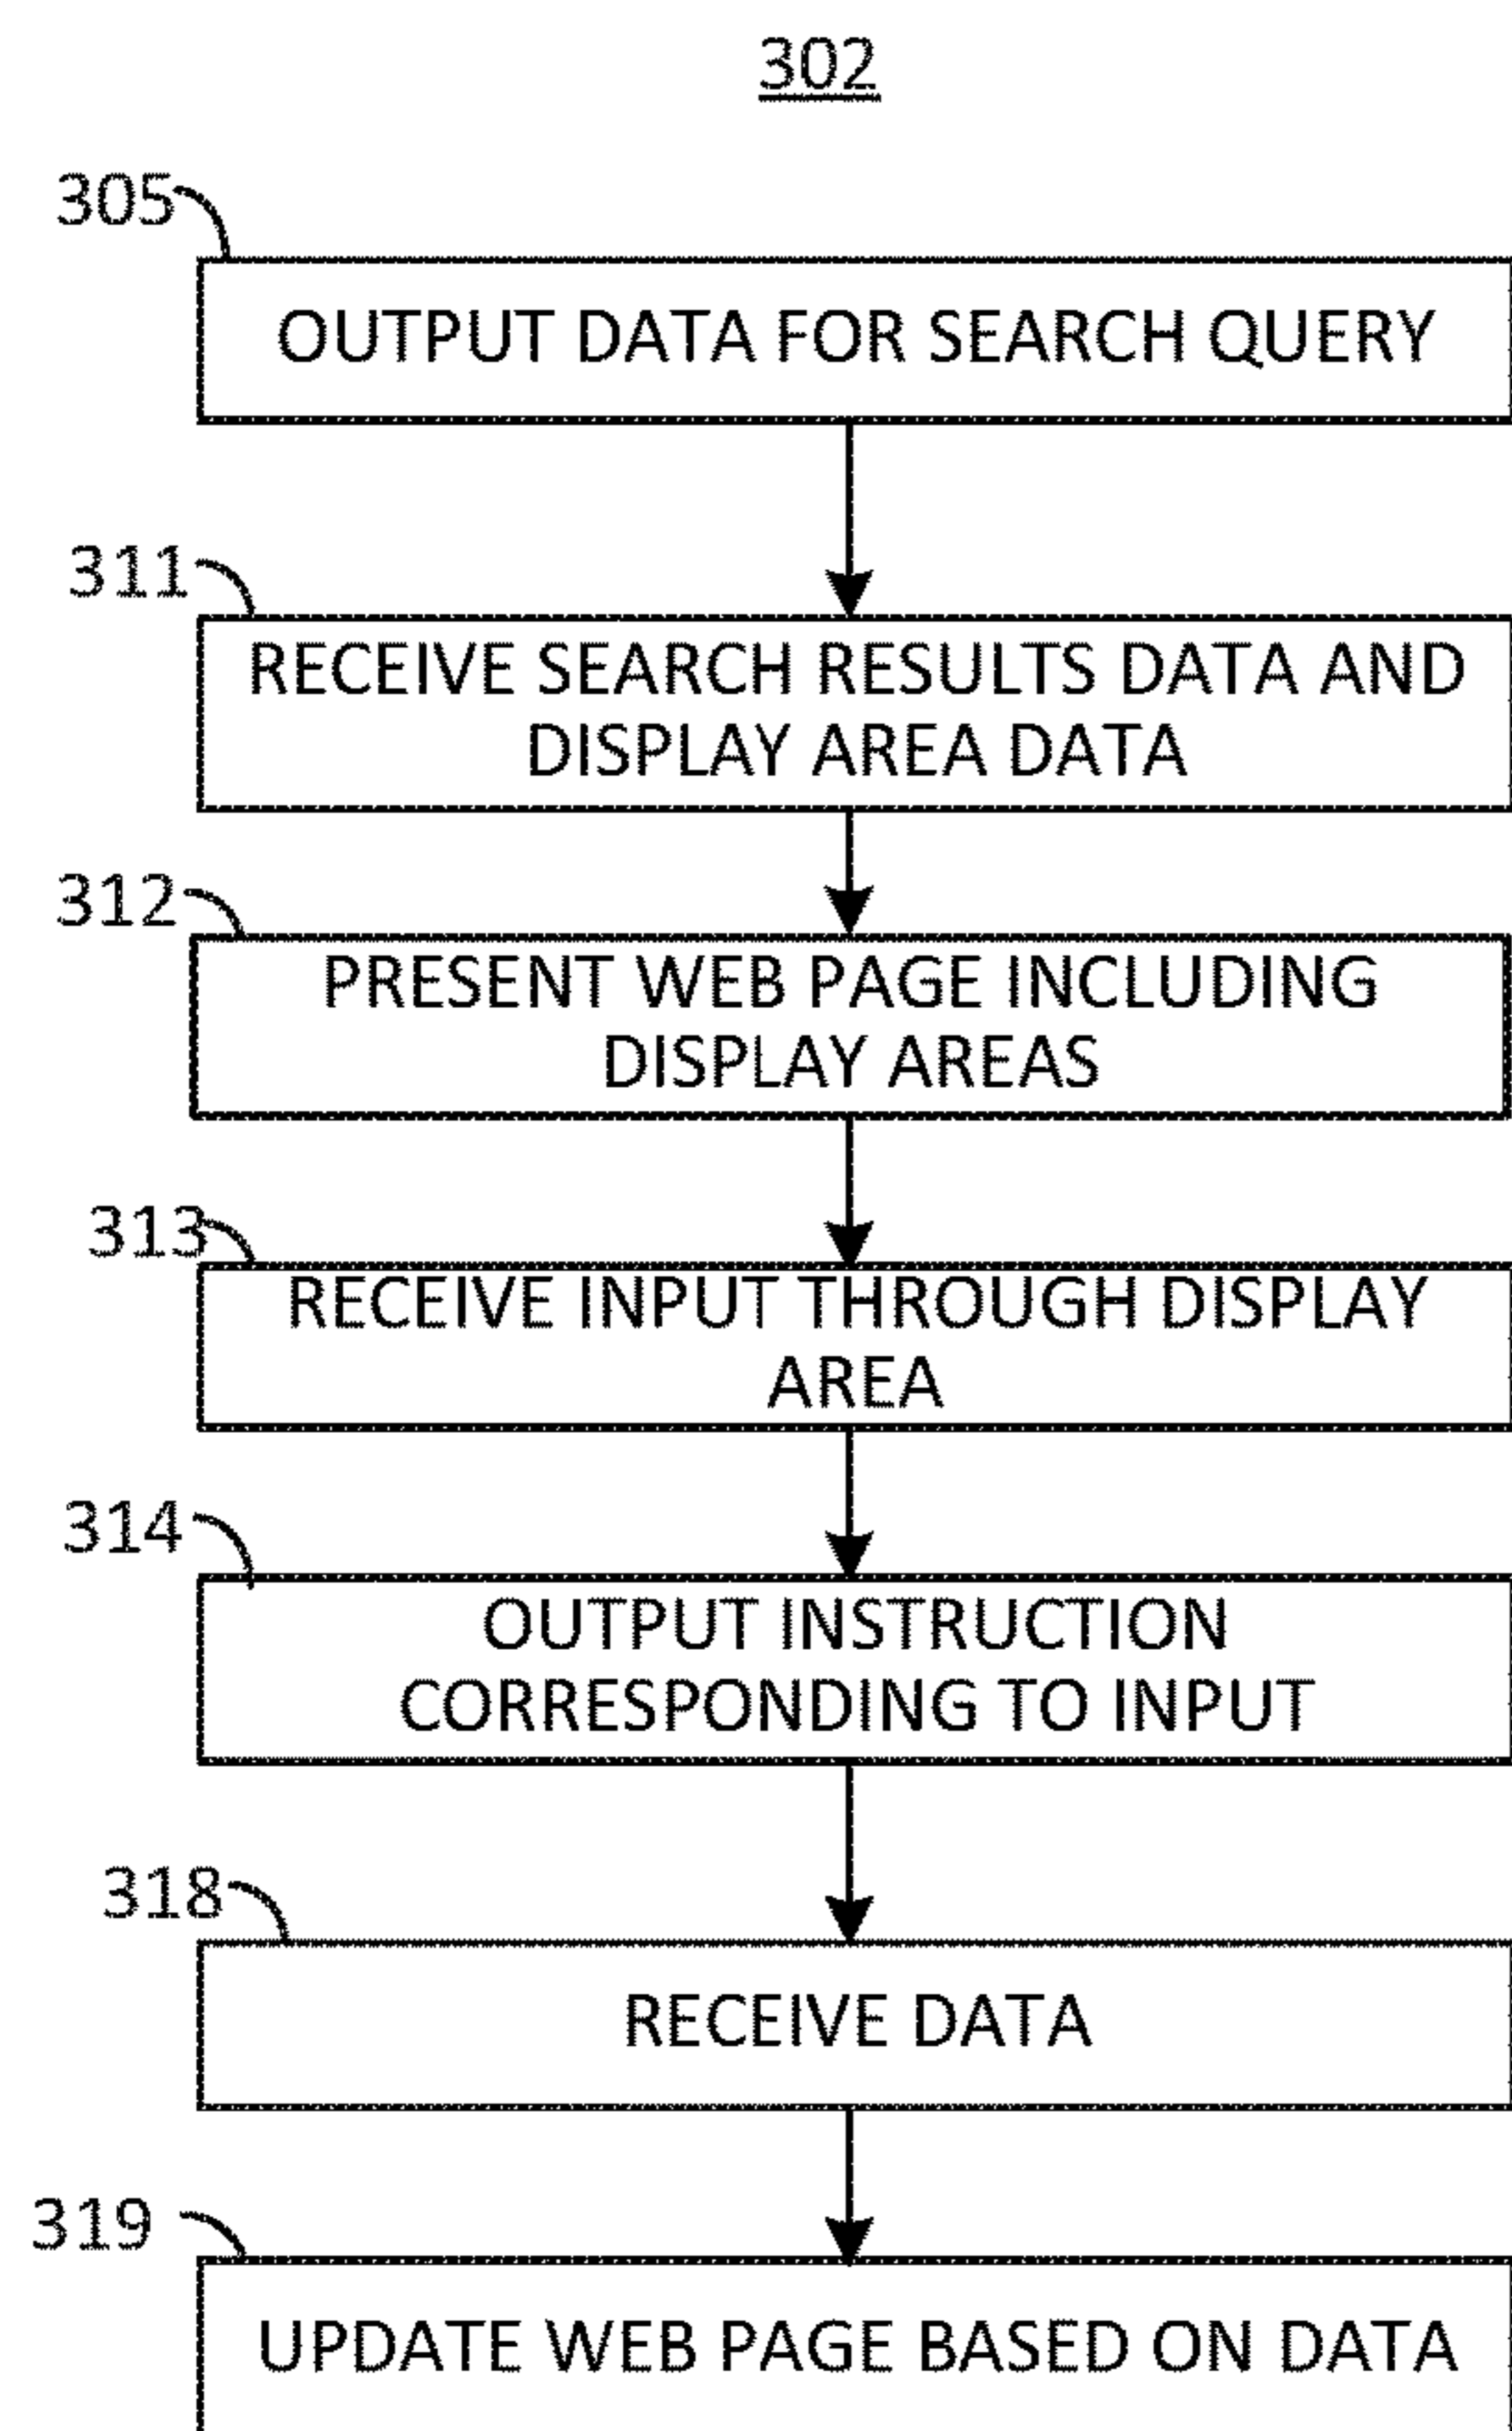 302
305
OUTPUT DATA FOR SEARCH QUERY
311
RECEIVE SEARCH RESULTS DATA AND
DISPLAY AREA DATA
312
PRESENT WEB PAGE INCLUDING
DISPLAY AREAS
313
RECEIVE INPUT THROUGH DISPLAY
AREA
314
OUTPUT INSTRUCTION
CORRESPONDING TO INPUT
318
RECEIVE DATA
319
UPDATE WEB PAGE BASED ON DATA